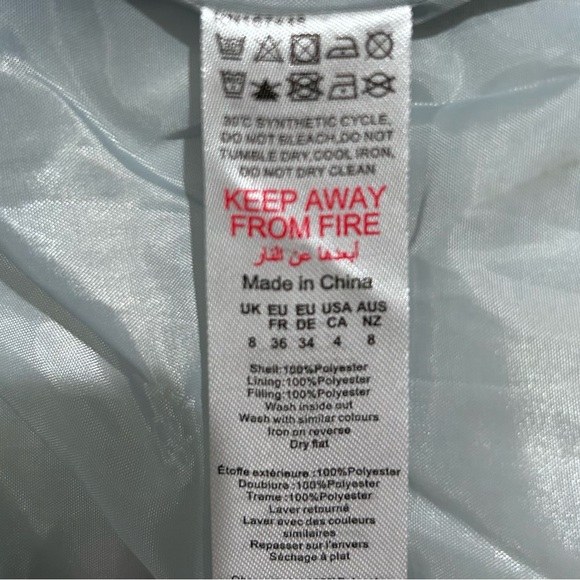 30°C SYNTHETIC CYCLE,
DO NOT BLEACH,DO NOT
TUMBLE DRY,COOL IRON,
DO NOT DRY CLEAN
KEEP AWAY
FROM FIRE
أبعدها عن النار
Made in China
UK EU EU USA AUS
FR DE CA NZ
8 36 34 4 8
Shell:100%Polyester
Lining:100%Polyester
Filling:100%Polyester
Wash inside out
Wash with similar colours
Iron on reverse
Dry flat
Étoffe extérieure :100%Polyester
Doublure :100%Polyester
Trame :100%Polyester
Laver retourné
Laver avec des couleurs
similaires
Repasser sur l'envers
Séchage à plat